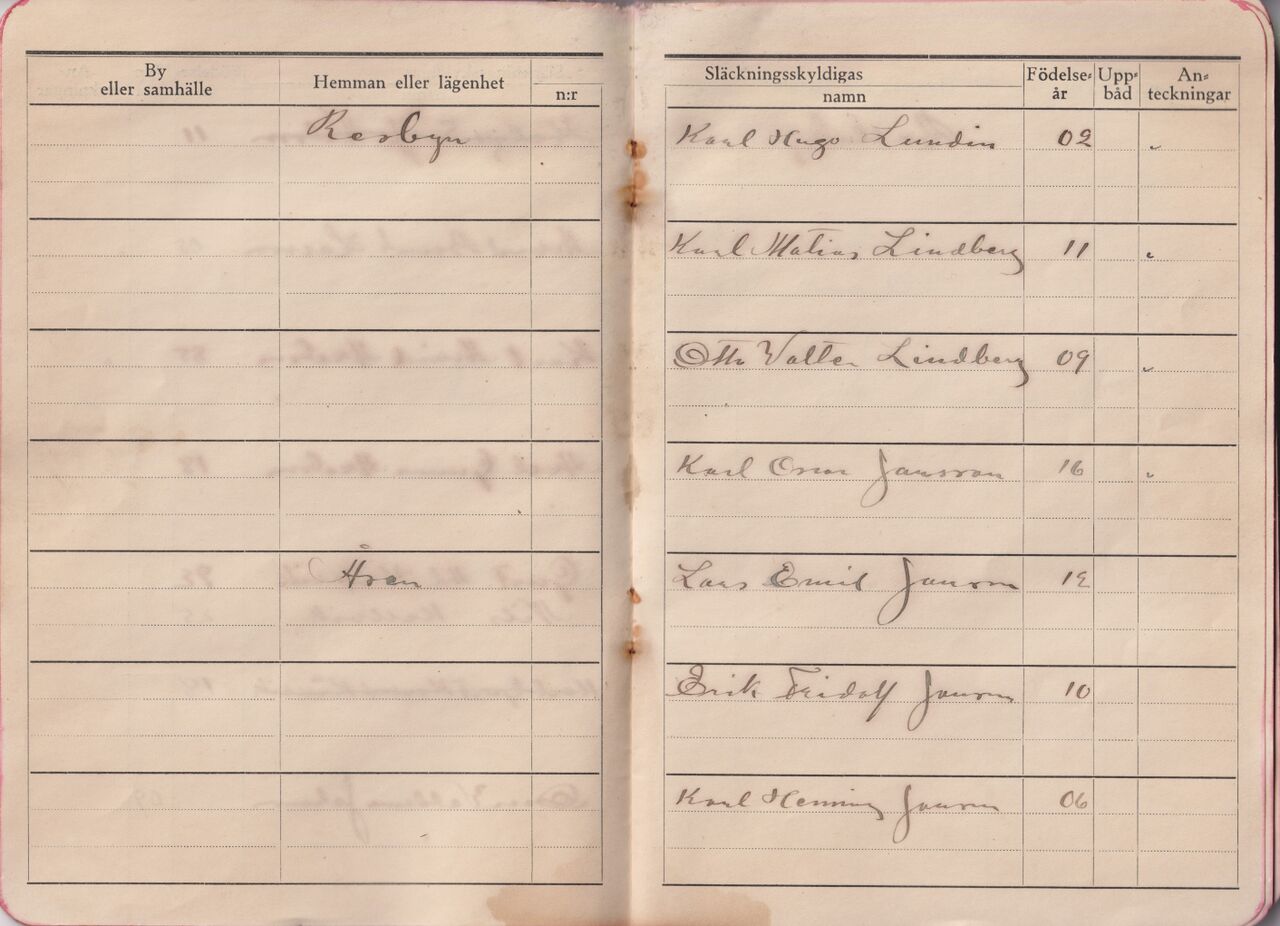 By
eller samhälle
Hemman eller lägenhet
n:r
Släckningsskyldigas
namn
Födelse-
år
Upp-
båd
An-
teckningar
Resbyn
Karl Hugo Lundin 02 "
Karl Matias Lindberg 11 "
Otto Valter Lindberg 09 "
Karl Jansson 16 "
Åsen
Lars Emil Janson 12
Erik Fridolf Janson 10
Karl Henning Janson 06